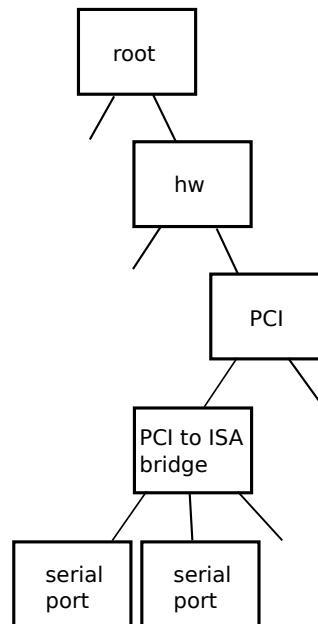 root
hw
PCI
PCI to ISA
bridge
serial
port
serial
port